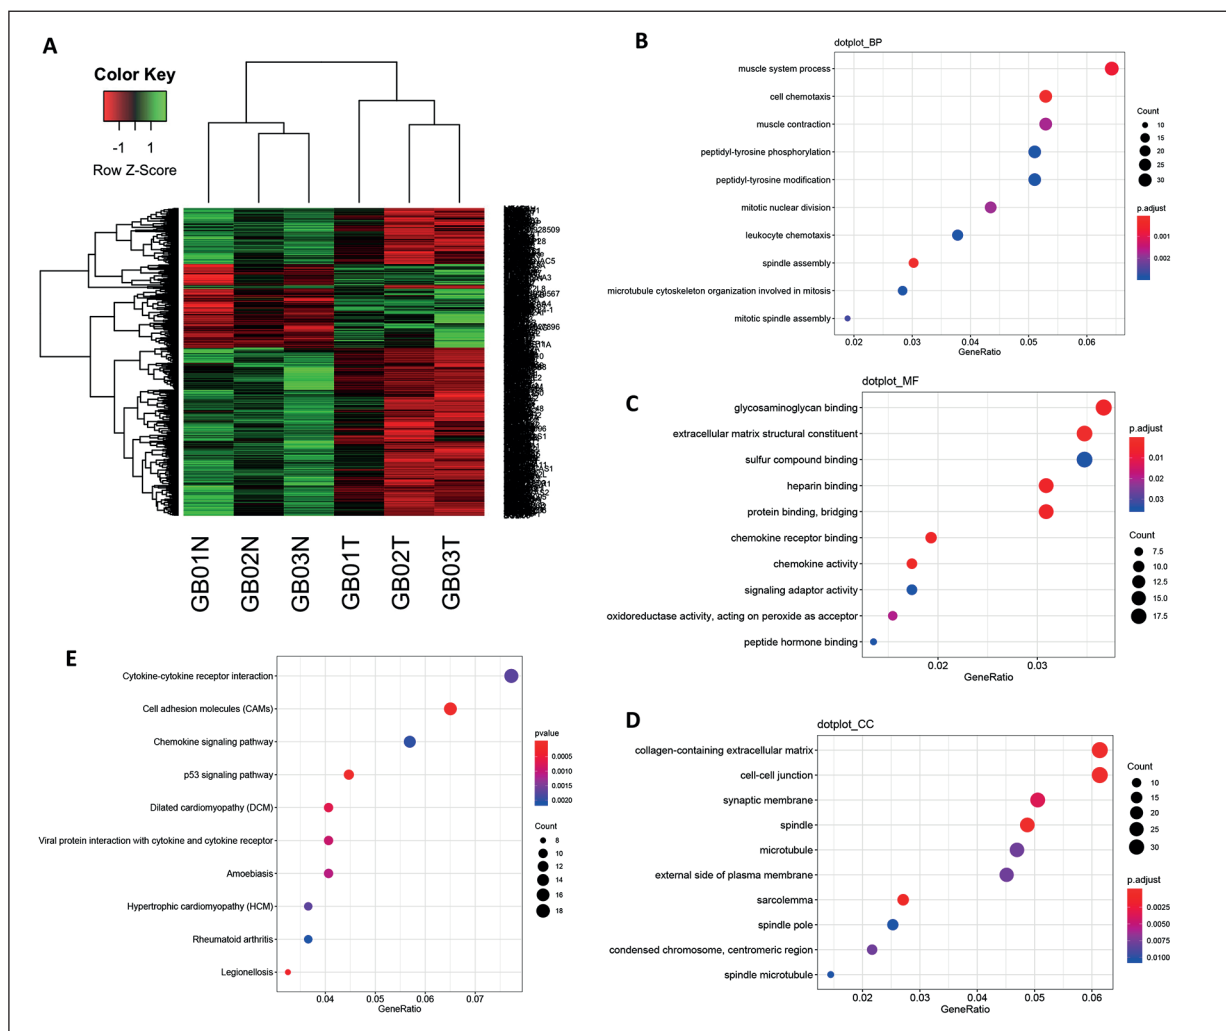 A
Color Key
-1 1
Row Z-Score
GB01N
GB02N
GB03N
GB01T
GB02T
GB03T
B
dotplot_BP
muscle system process
cell chemotaxis
muscle contraction
peptidyl-tyrosine phosphorylation
peptidyl-tyrosine modification
mitotic nuclear division
leukocyte chemotaxis
spindle assembly
microtubule cytoskeleton organization involved in mitosis
mitotic spindle assembly
0.02 0.03 0.04 0.05 0.06
GeneRatio
Count
10
15
20
25
30
p.adjust
0.001
0.002
C
dotplot_MF
glycosaminoglycan binding
extracellular matrix structural constituent
sulfur compound binding
heparin binding
protein binding, bridging
chemokine receptor binding
chemokine activity
signaling adaptor activity
oxidoreductase activity, acting on peroxide as acceptor
peptide hormone binding
0.02 0.03
GeneRatio
p.adjust
0.01
0.02
0.03
Count
7.5
10.0
12.5
15.0
17.5
E
Cytokine-cytokine receptor interaction
Cell adhesion molecules (CAMs)
Chemokine signaling pathway
p53 signaling pathway
Dilated cardiomyopathy (DCM)
Viral protein interaction with cytokine and cytokine receptor
Amoebiasis
Hypertrophic cardiomyopathy (HCM)
Rheumatoid arthritis
Legionellosis
0.04 0.05 0.06 0.07
GeneRatio
pvalue
0.0005
0.0010
0.0015
0.0020
Count
8
10
12
14
16
18
D
dotplot_CC
collagen-containing extracellular matrix
cell-cell junction
synaptic membrane
spindle
microtubule
external side of plasma membrane
sarcolemma
spindle pole
condensed chromosome, centromeric region
spindle microtubule
0.02 0.03 0.04 0.05 0.06
GeneRatio
Count
10
15
20
25
30
p.adjust
0.0025
0.0050
0.0075
0.0100